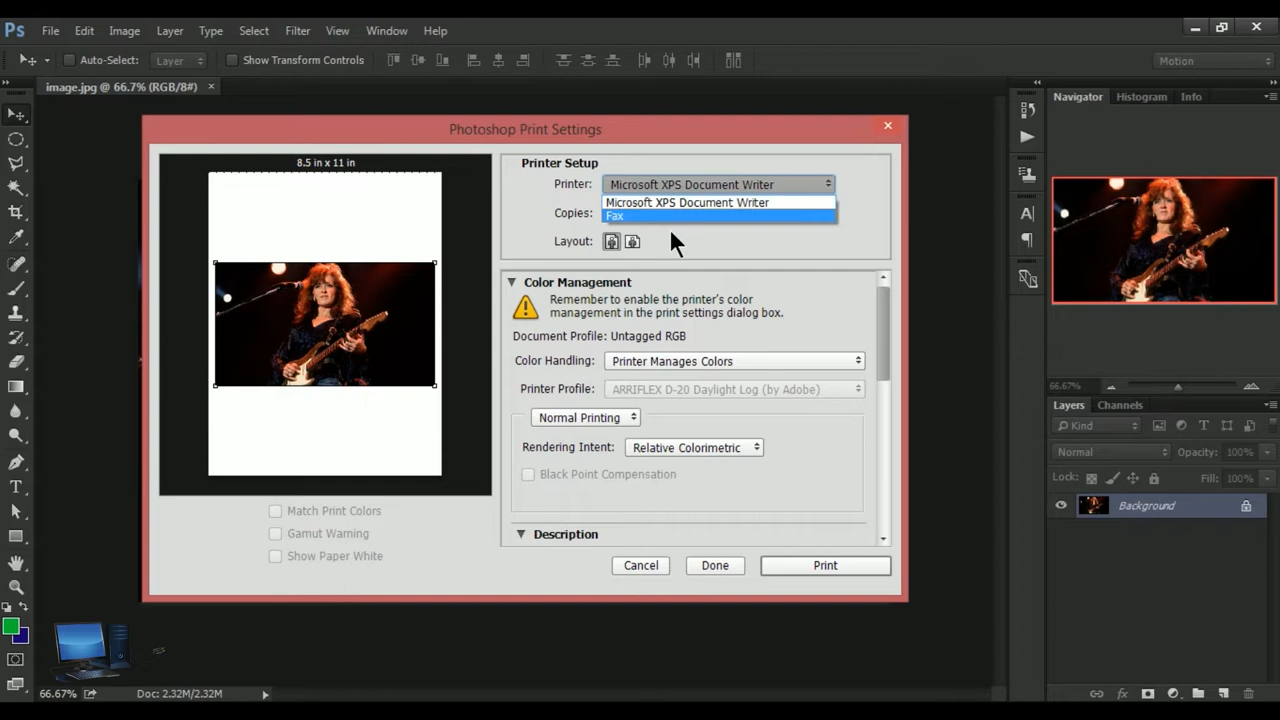 Ps File Edit Image Layer Type Select Filter View Window Help
Auto-Select: Layer Show Transform Controls Motion
image.jpg @ 66.7% (RGB/8#) ×
Navigator Histogram Info
Photoshop Print Settings
8.5 in x 11 in
Printer Setup
Printer: Microsoft XPS Document Writer
Microsoft XPS Document Writer
Fax
Copies:
Layout:
Color Management
Remember to enable the printer's color
management in the print settings dialog box.
Document Profile: Untagged RGB
Color Handling: Printer Manages Colors
Printer Profile: ARRIFLEX D-20 Daylight Log (by Adobe)
Normal Printing
Rendering Intent: Relative Colorimetric
Black Point Compensation
Description
Match Print Colors
Gamut Warning
Show Paper White
Cancel Done Print
66.67%
Layers Channels
Kind
Normal Opacity: 100%
Lock: Fill: 100%
Background
66.67% Doc: 2.32M/2.32M